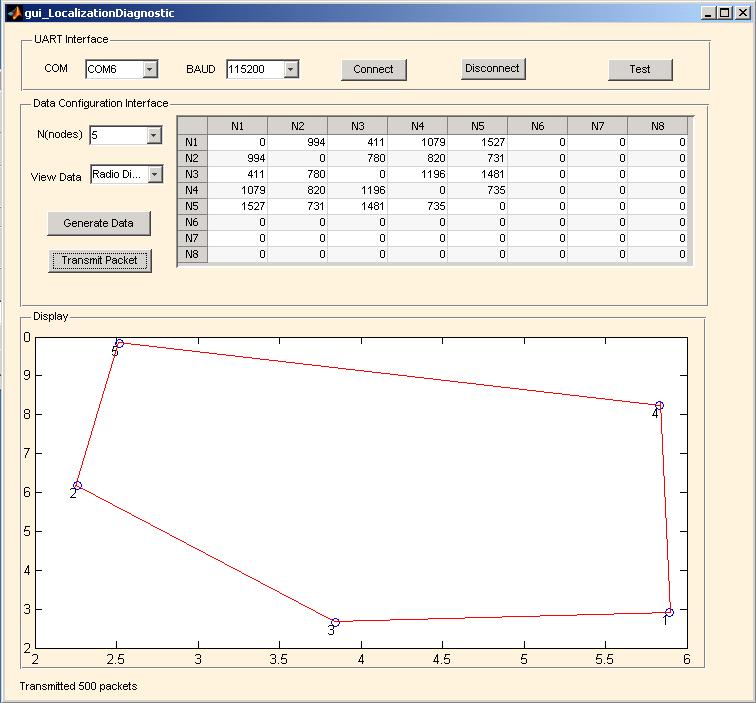 gui_LocalizationDiagnostic
UART Interface
COM COM6 BAUD 115200 Connect Disconnect Test
Data Configuration Interface
N(nodes) 5
View Data Radio Di...
Generate Data
Transmit Packet
N1 N2 N3 N4 N5 N6 N7 N8
N1 0 994 411 1079 1527 0 0 0
N2 994 0 780 820 731 0 0 0
N3 411 780 0 1196 1481 0 0 0
N4 1079 820 1196 0 735 0 0 0
N5 1527 731 1481 735 0 0 0 0
N6 0 0 0 0 0 0 0 0
N7 0 0 0 0 0 0 0 0
N8 0 0 0 0 0 0 0 0
Display
0
5
9
4
8
7
6
2
5
4
3
1
3
2
2 2.5 3 3.5 4 4.5 5 5.5 6
Transmitted 500 packets